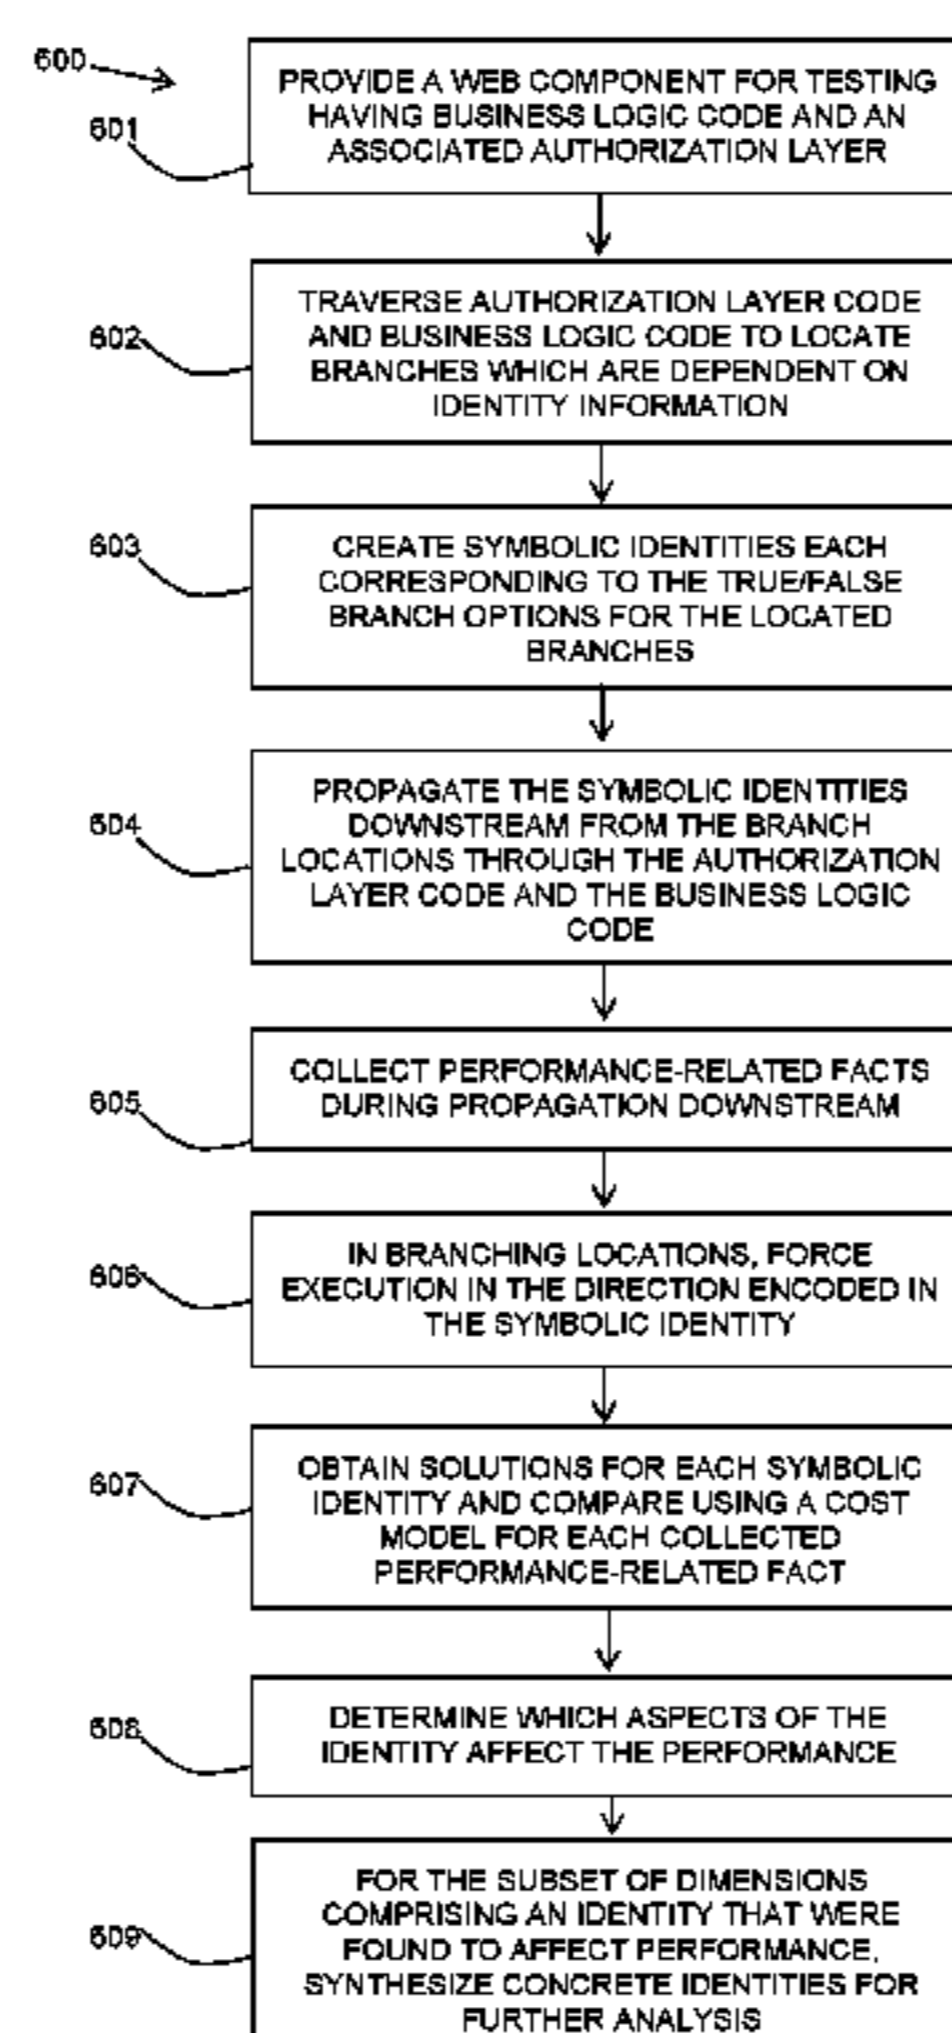 600
601
PROVIDE A WEB COMPONENT FOR TESTING
HAVING BUSINESS LOGIC CODE AND AN
ASSOCIATED AUTHORIZATION LAYER
602
TRAVERSE AUTHORIZATION LAYER CODE
AND BUSINESS LOGIC CODE TO LOCATE
BRANCHES WHICH ARE DEPENDENT ON
IDENTITY INFORMATION
603
CREATE SYMBOLIC IDENTITIES EACH
CORRESPONDING TO THE TRUE/FALSE
BRANCH OPTIONS FOR THE LOCATED
BRANCHES
604
PROPAGATE THE SYMBOLIC IDENTITIES
DOWNSTREAM FROM THE BRANCH
LOCATIONS THROUGH THE AUTHORIZATION
LAYER CODE AND THE BUSINESS LOGIC
CODE
605
COLLECT PERFORMANCE-RELATED FACTS
DURING PROPAGATION DOWNSTREAM
606
IN BRANCHING LOCATIONS, FORCE
EXECUTION IN THE DIRECTION ENCODED IN
THE SYMBOLIC IDENTITY
607
OBTAIN SOLUTIONS FOR EACH SYMBOLIC
IDENTITY AND COMPARE USING A COST
MODEL FOR EACH COLLECTED
PERFORMANCE-RELATED FACT
608
DETERMINE WHICH ASPECTS OF THE
IDENTITY AFFECT THE PERFORMANCE
609
FOR THE SUBSET OF DIMENSIONS
COMPRISING AN IDENTITY THAT WERE
FOUND TO AFFECT PERFORMANCE,
SYNTHESIZE CONCRETE IDENTITIES FOR
FURTHER ANALYSIS